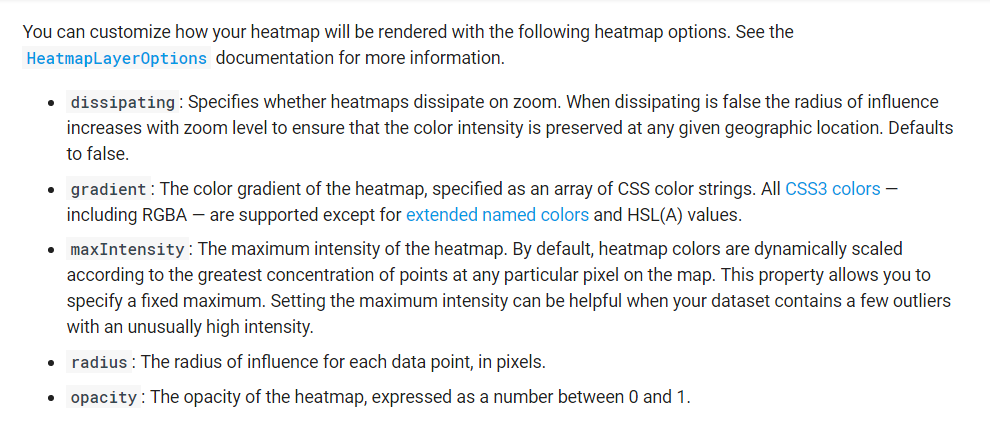 You can customize how your heatmap will be rendered with the following heatmap options. See the
HeatmapLayerOptions documentation for more information.
• dissipating: Specifies whether heatmaps dissipate on zoom. When dissipating is false the radius of influence
increases with zoom level to ensure that the color intensity is preserved at any given geographic location. Defaults
to false.
• gradient: The color gradient of the heatmap, specified as an array of CSS color strings. All CSS3 colors —
including RGBA — are supported except for extended named colors and HSL(A) values.
• maxIntensity: The maximum intensity of the heatmap. By default, heatmap colors are dynamically scaled
according to the greatest concentration of points at any particular pixel on the map. This property allows you to
specify a fixed maximum. Setting the maximum intensity can be helpful when your dataset contains a few outliers
with an unusually high intensity.
• radius: The radius of influence for each data point, in pixels.
• opacity: The opacity of the heatmap, expressed as a number between 0 and 1.